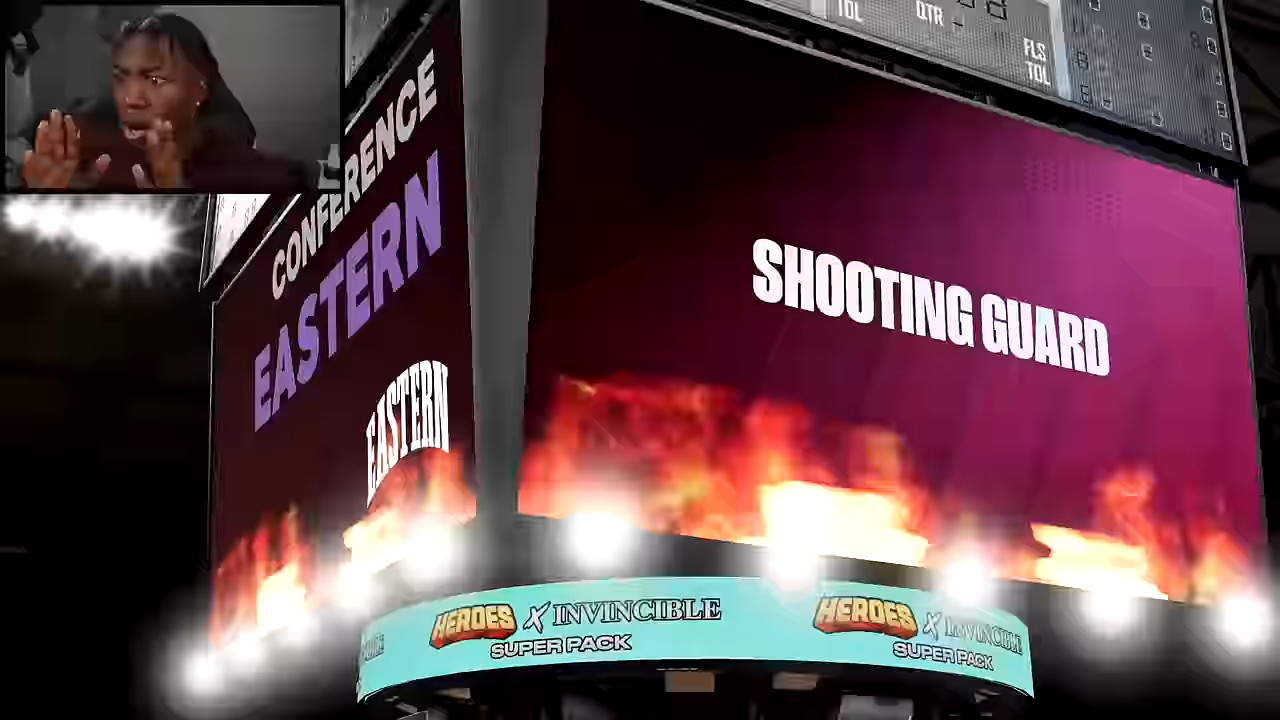 TOL
QTR
FLS
TOL
CONFERENCE
EASTERN
EASTERN
SHOOTING GUARD
HEROES X INVINCIBLE
SUPER PACK
HEROES X INVINCIBLE
SUPER PACK